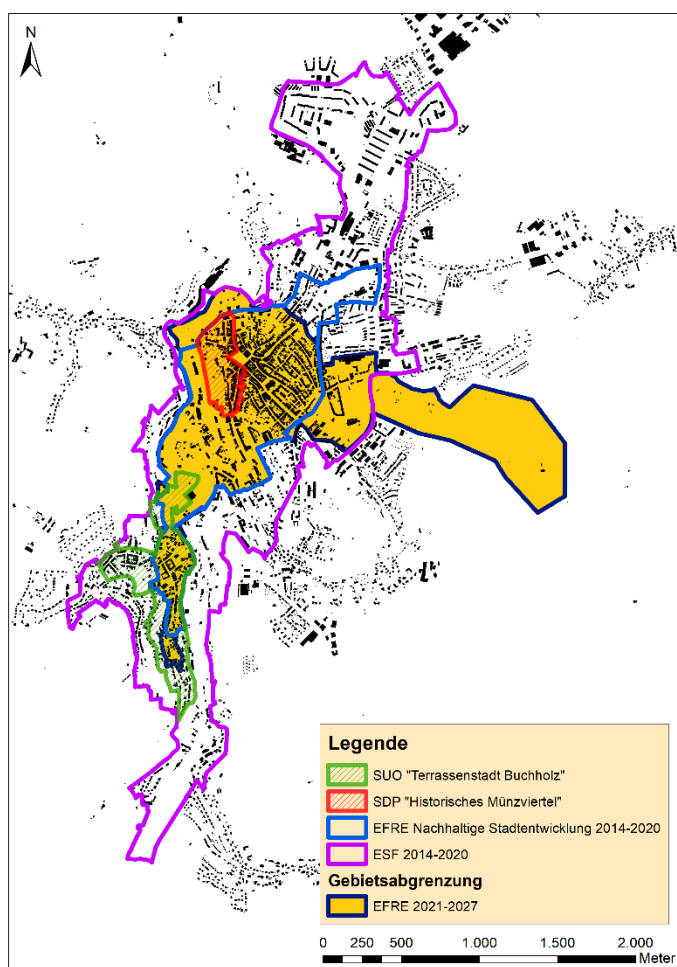 N
Legende
SUO "Terrassenstadt Buchholz"
SDP "Historisches Münzviertel"
EFRE Nachhaltige Stadtentwicklung 2014-2020
ESF 2014-2020
Gebietsabgrenzung
EFRE 2021-2027
0 250 500 1.000 1.500 2.000
Meter